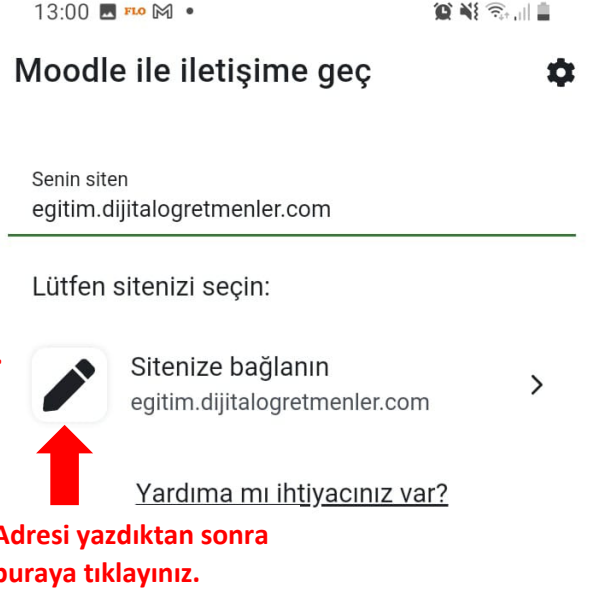 13:00 FLO
Moodle ile iletişime geç
Senin siten
egitim.dijitalogretmenler.com
Lütfen sitenizi seçin:
Sitenize bağlanın
egitim.dijitalogretmenler.com
Yardıma mı ihtiyacınız var?
Adresi yazdıktan sonra
buraya tıklayınız.